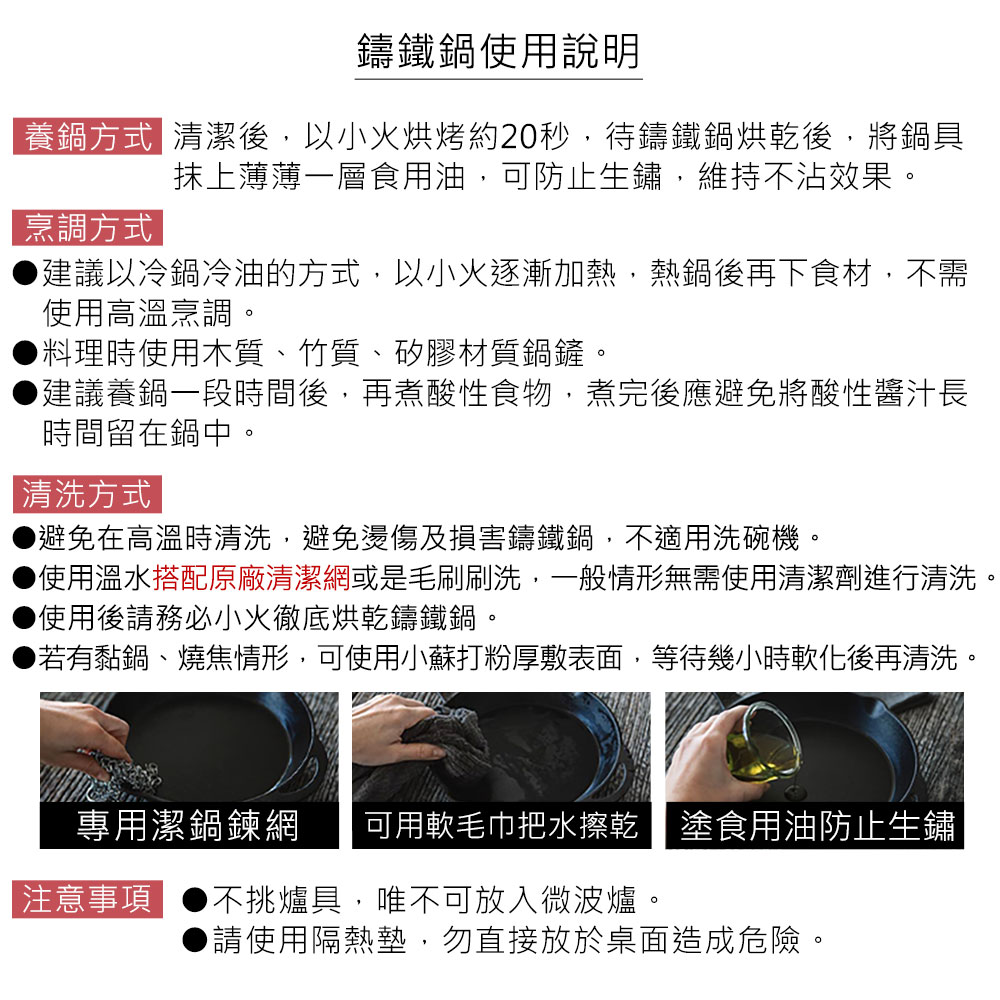 鑄鐵鍋使用說明
養鍋方式 清潔後，以小火烘烤約20秒，待鑄鐵鍋烘乾後，將鍋具
抹上薄薄一層食用油，可防止生鏽，維持不沾效果。
烹調方式
●建議以冷鍋冷油的方式，以小火逐漸加熱，熱鍋後再下食材，不需
使用高溫烹調。
●料理時使用木質、竹質、矽膠材質鍋鏟。
●建議養鍋一段時間後，再煮酸性食物，煮完後應避免將酸性醬汁長
時間留在鍋中。
清洗方式
●避免在高溫時清洗，避免燙傷及損害鑄鐵鍋，不適用洗碗機。
●使用溫水搭配原廠清潔網或是毛刷刷洗，一般情形無需使用清潔劑進行清洗。
●使用後請務必小火徹底烘乾鑄鐵鍋。
●若有黏鍋、燒焦情形，可使用小蘇打粉厚敷表面，等待幾小時軟化後再清洗。
專用潔鍋鍊網
可用軟毛巾把水擦乾
塗食用油防止生鏽
注意事項 ●不挑爐具，唯不可放入微波爐。
●請使用隔熱墊，勿直接放於桌面造成危險。